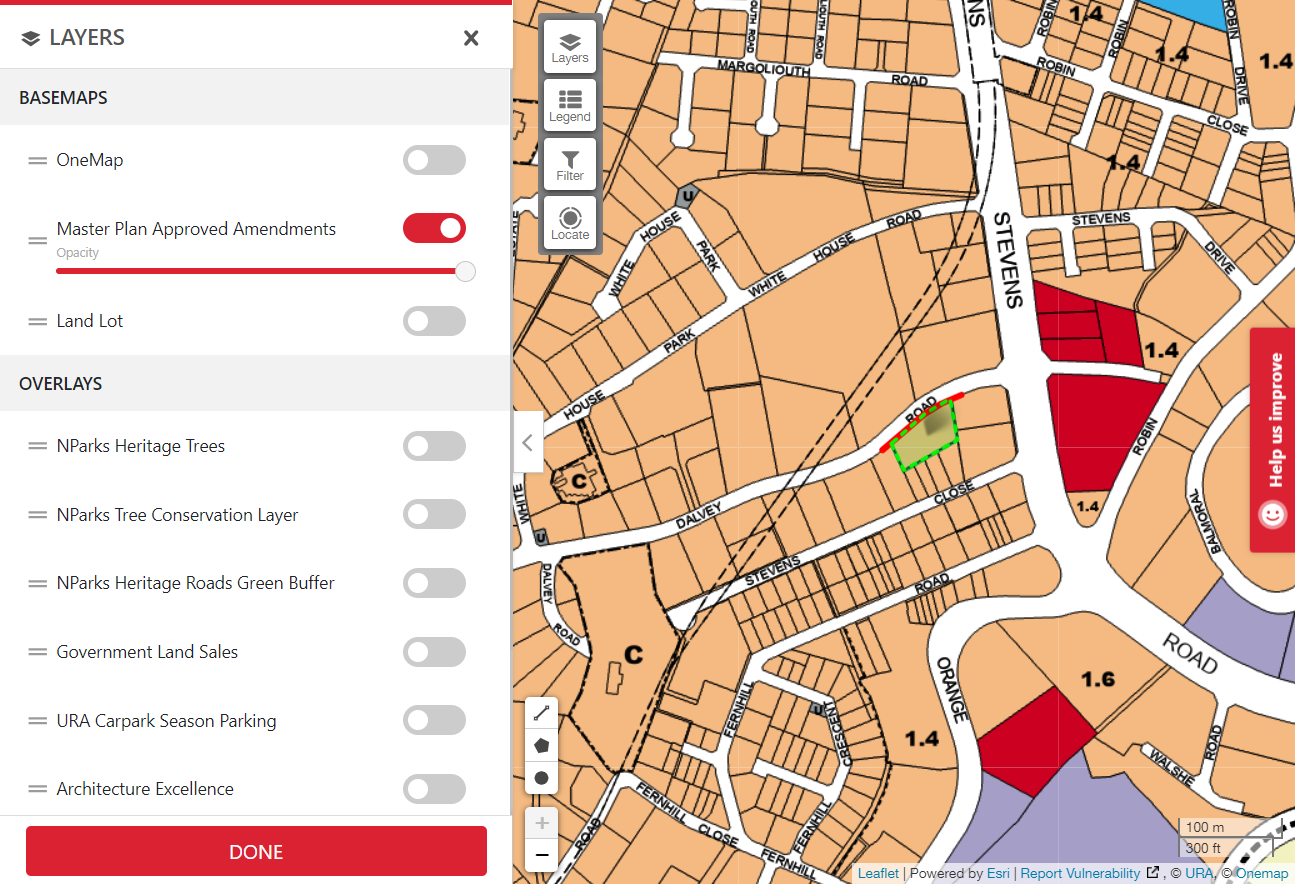 LAYERS
BASEMAPS
OneMap
Master Plan Approved Amendments
Opacity
Land Lot
OVERLAYS
NParks Heritage Trees
NParks Tree Conservation Layer
NParks Heritage Roads Green Buffer
Government Land Sales
URA Carpark Season Parking
Architecture Excellence
DONE
Layers
Legend
Filter
Locate
MARGOLIOUTH ROAD
ROAD
ROBIN
ROBIN
ROBIN
ROBIN
DRIVE
CLOSE
1.4
1.4
1.4
1.4
STEVENS
STEVENS
DRIVE
U
WHITE HOUSE
PARK
WHITE HOUSE ROAD
PARK
HOUSE
WHITE
1.4
ROBIN
1.4
BALMORAL
ROAD
DALVEY
C
U
DALVEY
ROAD
C
STEVENS CLOSE
ROAD
ORANGE
1.4
1.6
ROAD
WALSHE
ROAD
FERNHILL
CRESCENT
U
FERNHILL
CLOSE
FERNHILL
FERNHILL
ROAD
Help us improve
+
−
100 m
300 ft
Leaflet | Powered by Esri | Report Vulnerability , © URA, © Onemap